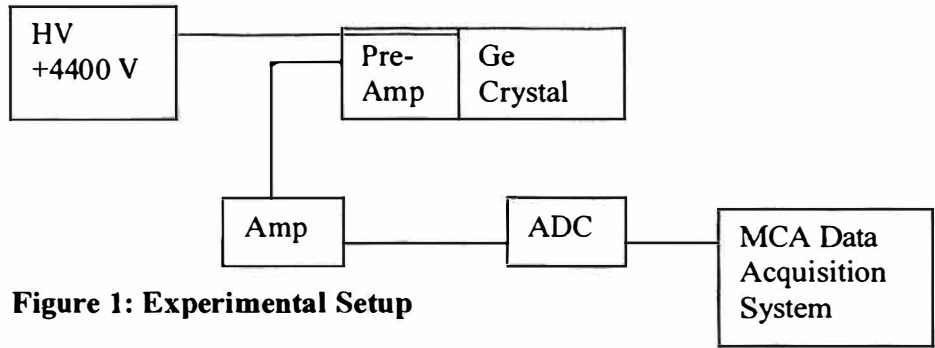 HV
+4400 V
Pre-
Amp
Ge
Crystal
Amp
ADC
MCA Data
Acquisition
System
Figure 1: Experimental Setup